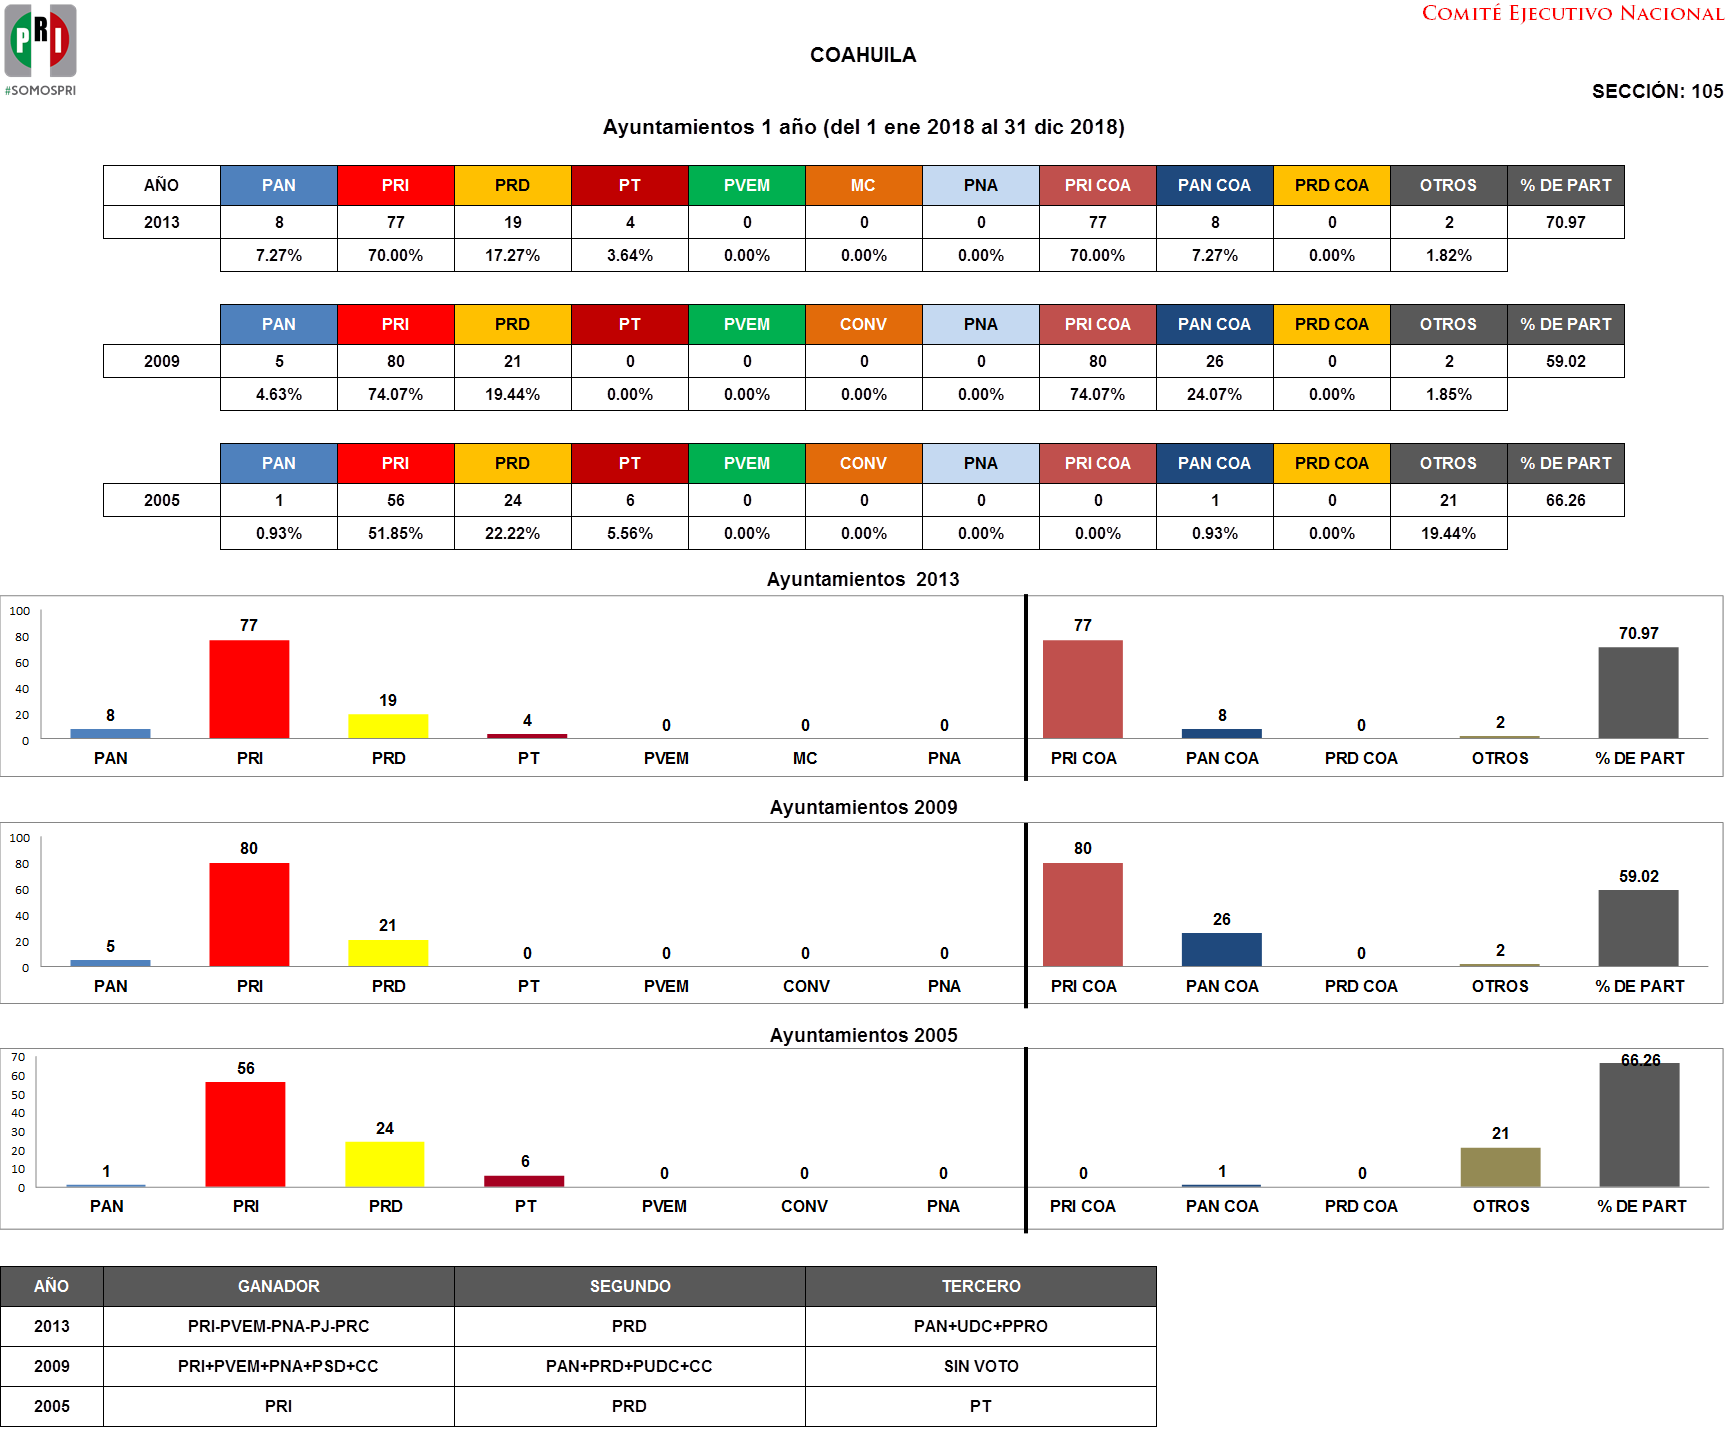 COMITÉ EJECUTIVO NACIONAL
PRI
#SOMOSPRI
COAHUILA
SECCIÓN: 105
Ayuntamientos 1 año (del 1 ene 2018 al 31 dic 2018)
AÑO PAN PRI PRD PT PVEM MC PNA PRI COA PAN COA PRD COA OTROS % DE PART
2013 8 77 19 4 0 0 0 77 8 0 2 70.97
7.27% 70.00% 17.27% 3.64% 0.00% 0.00% 0.00% 70.00% 7.27% 0.00% 1.82%
PAN PRI PRD PT PVEM CONV PNA PRI COA PAN COA PRD COA OTROS % DE PART
2009 5 80 21 0 0 0 0 80 26 0 2 59.02
4.63% 74.07% 19.44% 0.00% 0.00% 0.00% 0.00% 74.07% 24.07% 0.00% 1.85%
PAN PRI PRD PT PVEM CONV PNA PRI COA PAN COA PRD COA OTROS % DE PART
2005 1 56 24 6 0 0 0 0 1 0 21 66.26
0.93% 51.85% 22.22% 5.56% 0.00% 0.00% 0.00% 0.00% 0.93% 0.00% 19.44%
Ayuntamientos 2013
100
80
60
40
20
0
8 77 19 4 0 0 0 77 8 0 2 70.97
PAN PRI PRD PT PVEM MC PNA PRI COA PAN COA PRD COA OTROS % DE PART
Ayuntamientos 2009
100
80
60
40
20
0
5 80 21 0 0 0 0 80 26 0 2 59.02
PAN PRI PRD PT PVEM CONV PNA PRI COA PAN COA PRD COA OTROS % DE PART
Ayuntamientos 2005
70
60
50
40
30
20
10
0
1 56 24 6 0 0 0 0 1 0 21 66.26
PAN PRI PRD PT PVEM CONV PNA PRI COA PAN COA PRD COA OTROS % DE PART
AÑO GANADOR SEGUNDO TERCERO
2013 PRI-PVEM-PNA-PJ-PRC PRD PAN+UDC+PPRO
2009 PRI+PVEM+PNA+PSD+CC PAN+PRD+PUDC+CC SIN VOTO
2005 PRI PRD PT